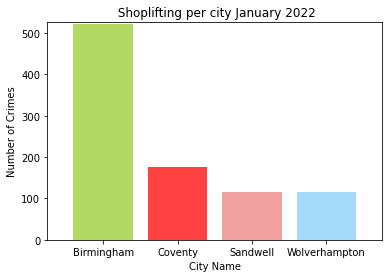 Shoplifting per city January 2022
Number of Crimes
500
400
300
200
100
0
Birmingham Coventy Sandwell Wolverhampton
City Name